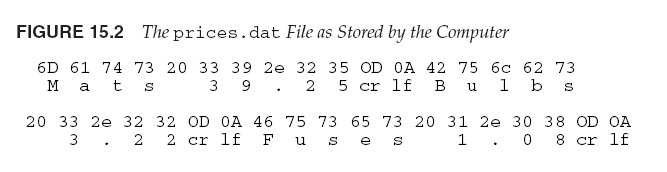 FIGURE 15.2 The prices.dat File as Stored by the Computer
6D 61 74 73 20 33 39 2e 32 35 OD 0A 42 75 6c 62 73
M a t s 3 9 . 2 5 cr lf B u l b s
20 33 2e 32 32 OD 0A 46 75 73 65 73 20 31 2e 30 38 OD OA
3 . 2 2 cr lf F u s e s 1 . 0 8 cr lf